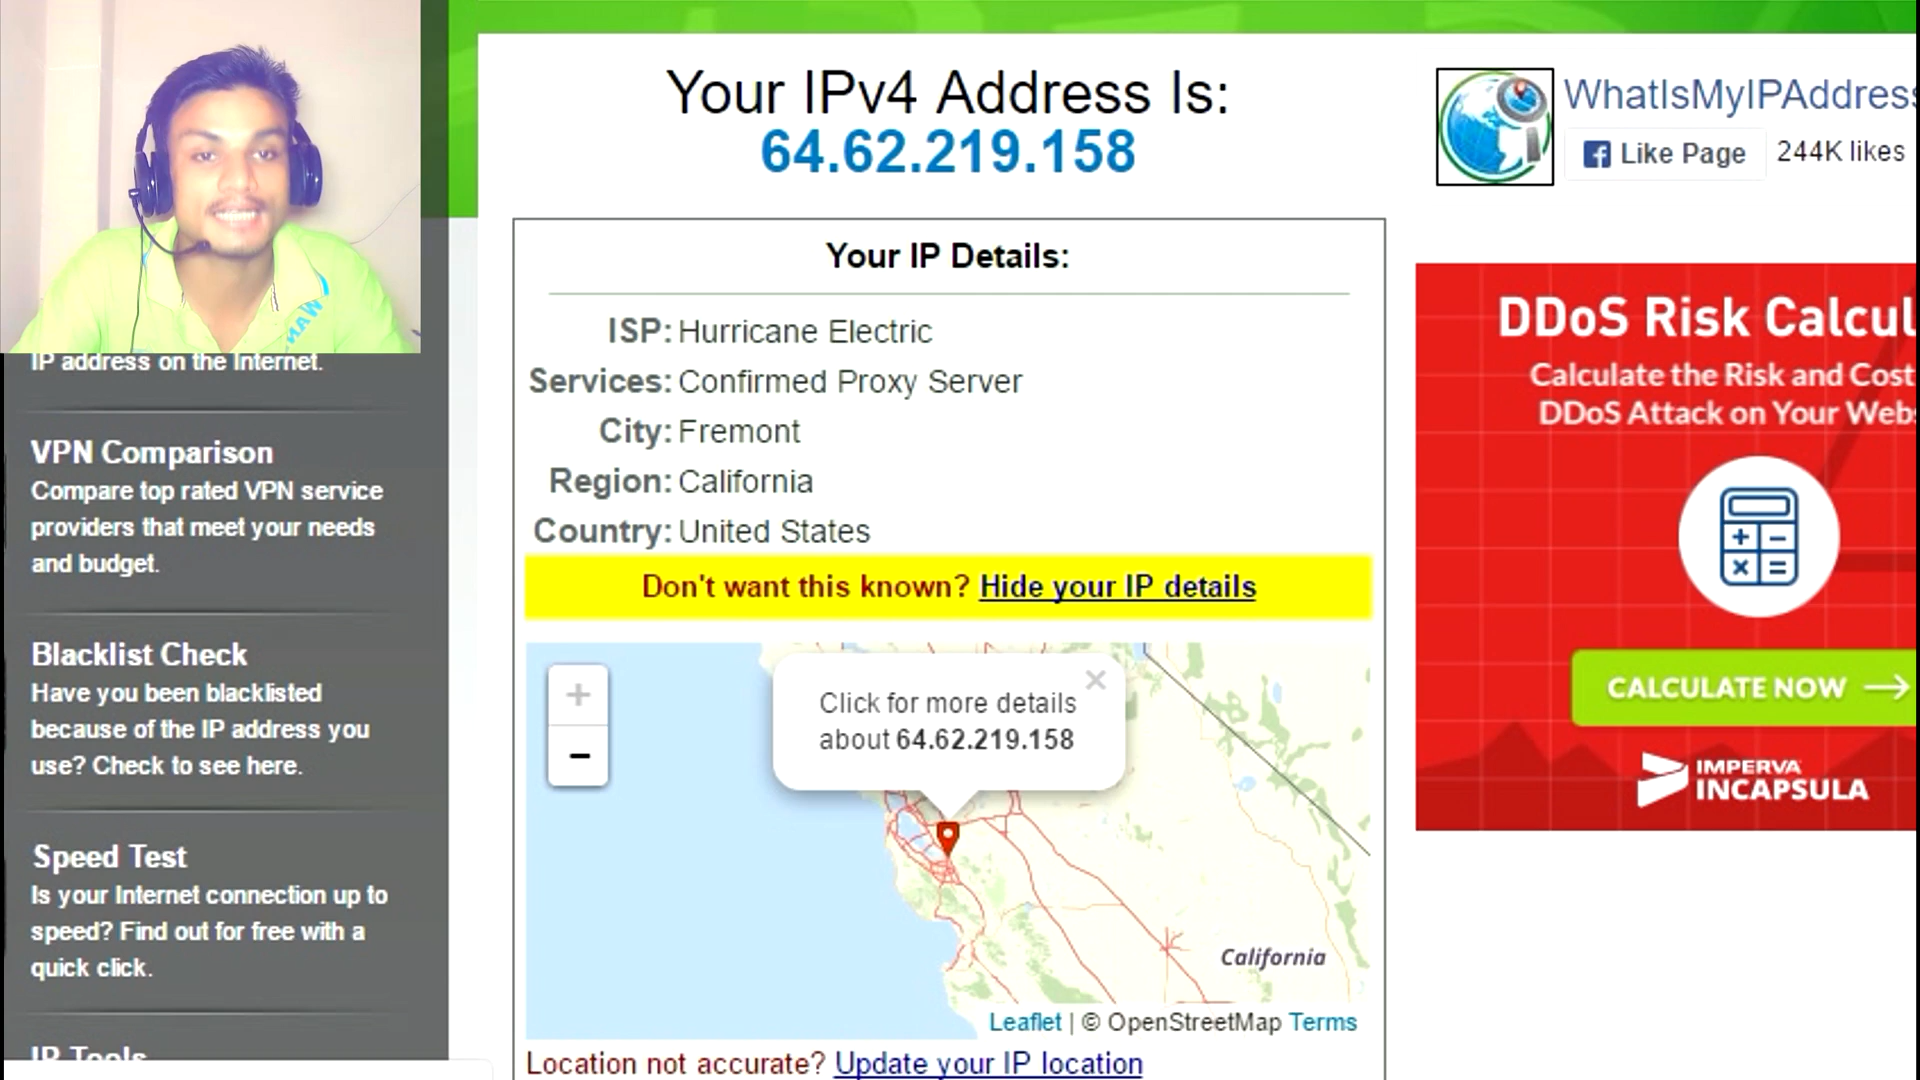 Your IPv4 Address Is:
64.62.219.158
WhatIsMyIPAddress
Like Page 244K likes
Your IP Details:
ISP: Hurricane Electric
Services: Confirmed Proxy Server
City: Fremont
Region: California
Country: United States
Don't want this known? Hide your IP details
Click for more details
about 64.62.219.158
+
−
California
Leaflet | © OpenStreetMap Terms
Location not accurate? Update your IP location
IP address on the Internet.
VPN Comparison
Compare top rated VPN service
providers that meet your needs
and budget.
Blacklist Check
Have you been blacklisted
because of the IP address you
use? Check to see here.
Speed Test
Is your Internet connection up to
speed? Find out for free with a
quick click.
IP Tools
DDoS Risk Calcul
Calculate the Risk and Cost
DDoS Attack on Your Webs
CALCULATE NOW →
IMPERVA
INCAPSULA